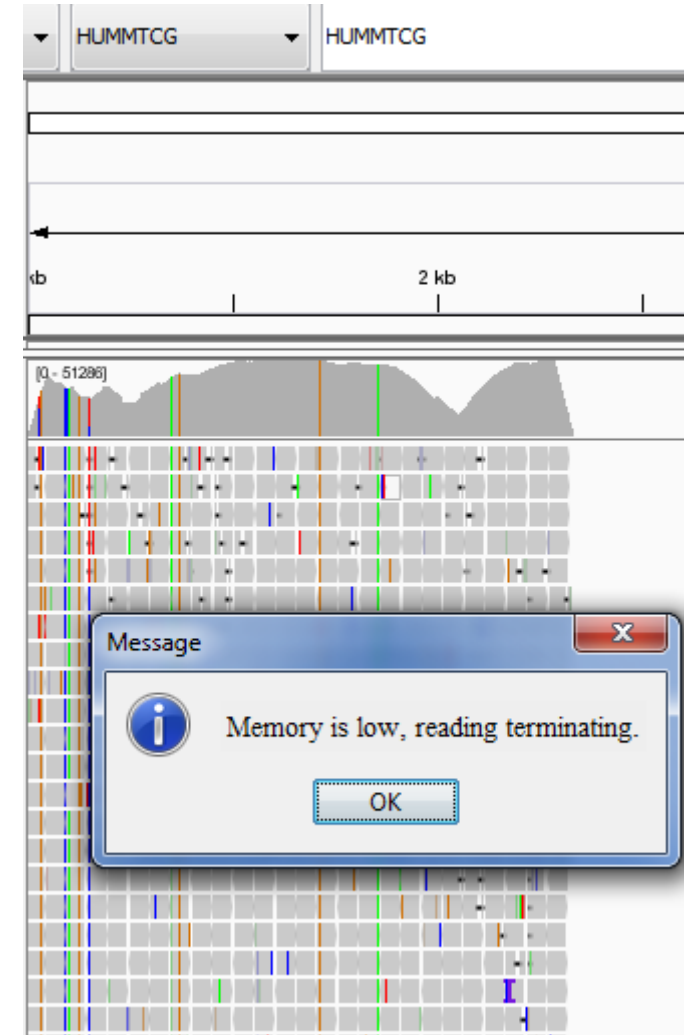 HUMMTCG HUMMTCG
kb 2 kb
[0 - 51286]
Message
Memory is low, reading terminating.
OK